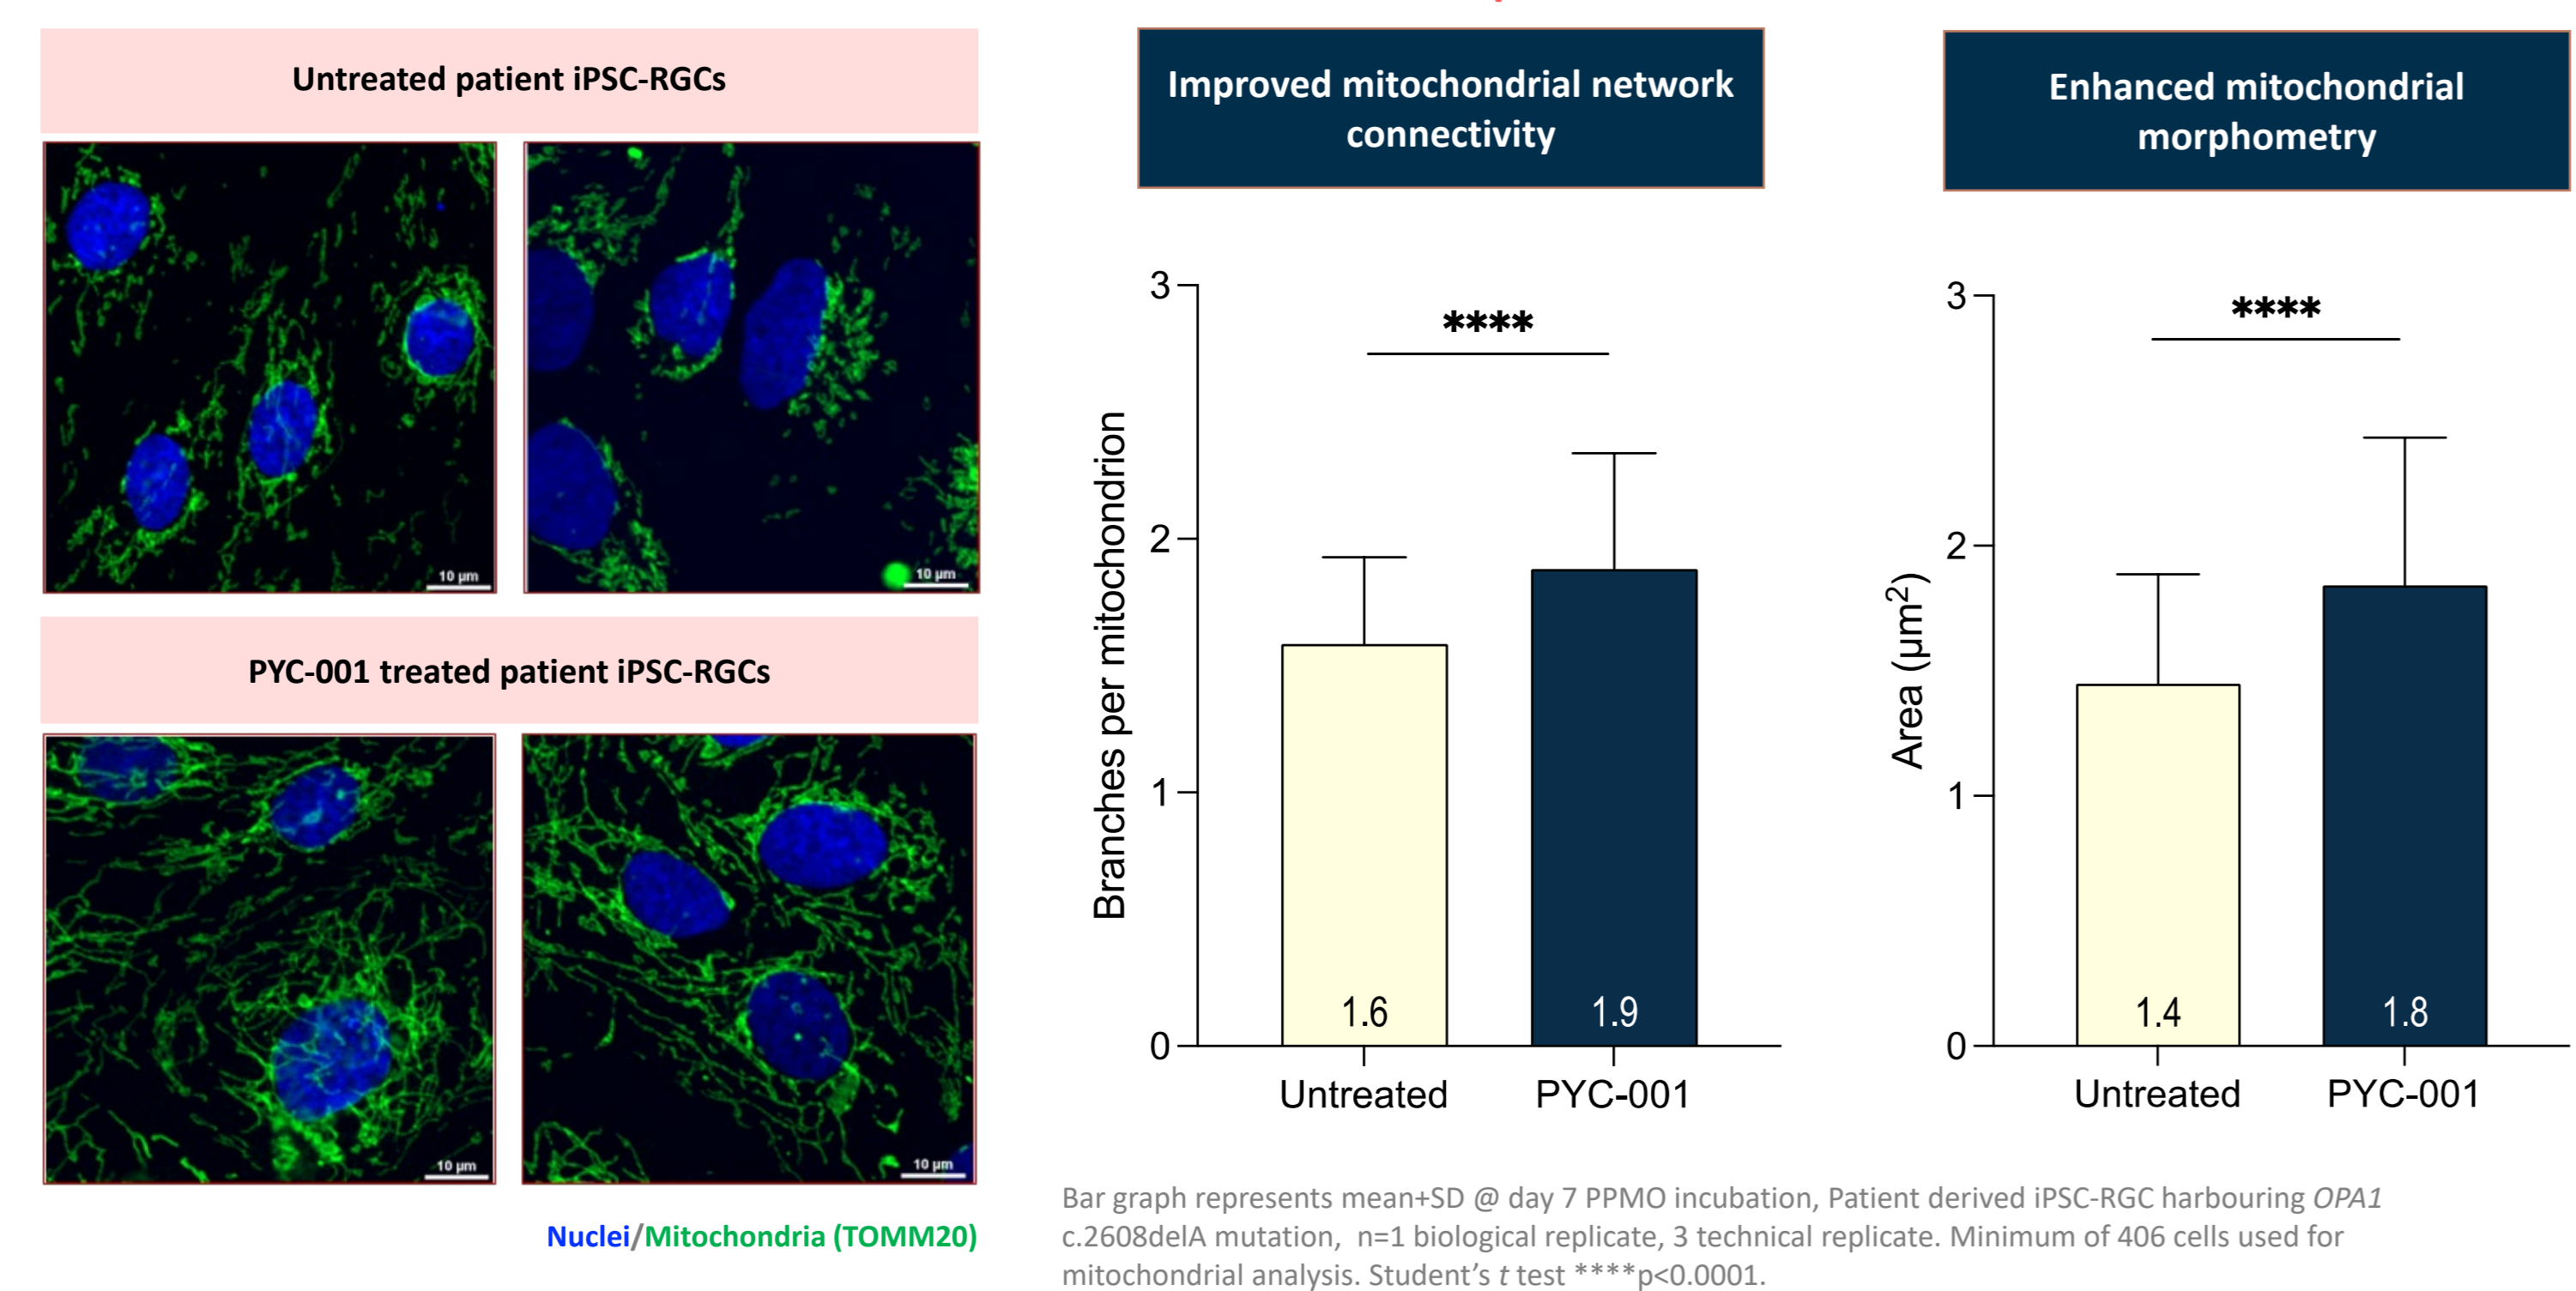 Untreated patient iPSC-RGCs
10 µm
10 µm
PYC-001 treated patient iPSC-RGCs
10 µm
10 µm
Nuclei/Mitochondria (TOMM20)
Improved mitochondrial network
connectivity
3
2
1
0
Branches per mitochondrion
****
1.6
1.9
Untreated
PYC-001
Enhanced mitochondrial
morphometry
3
2
1
0
Area (µm²)
****
1.4
1.8
Untreated
PYC-001
Bar graph represents mean+SD @ day 7 PPMO incubation, Patient derived iPSC-RGC harbouring OPA1
c.2608delA mutation, n=1 biological replicate, 3 technical replicate. Minimum of 406 cells used for
mitochondrial analysis. Student’s t test ****p<0.0001.